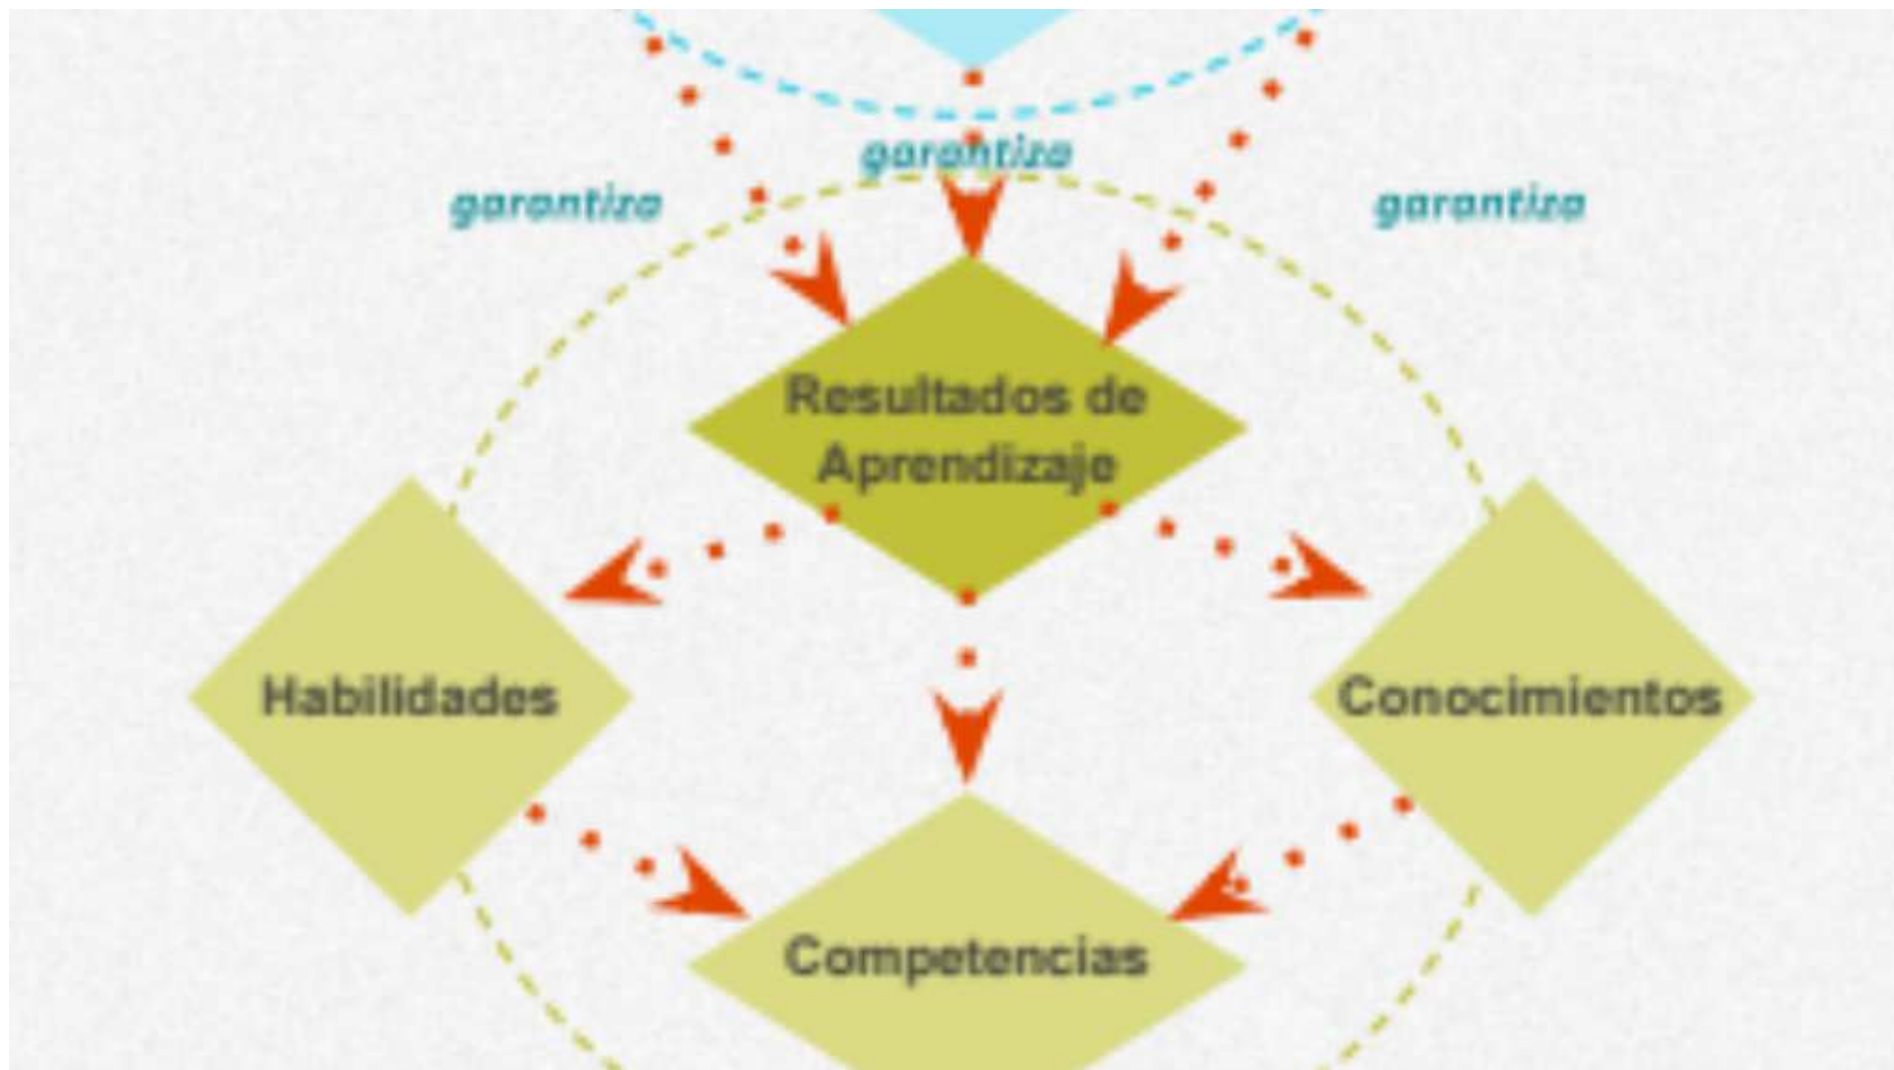 garantiza
garantiza
garantiza
Resultados de
Aprendizaje
Habilidades
Conocimientos
Competencias